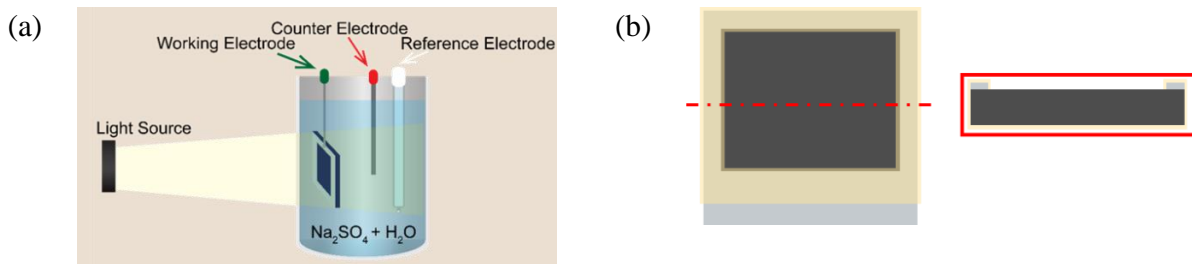 (a)
Counter Electrode
Working Electrode
Reference Electrode
Light Source
Na₂SO₄ + H₂O
(b)